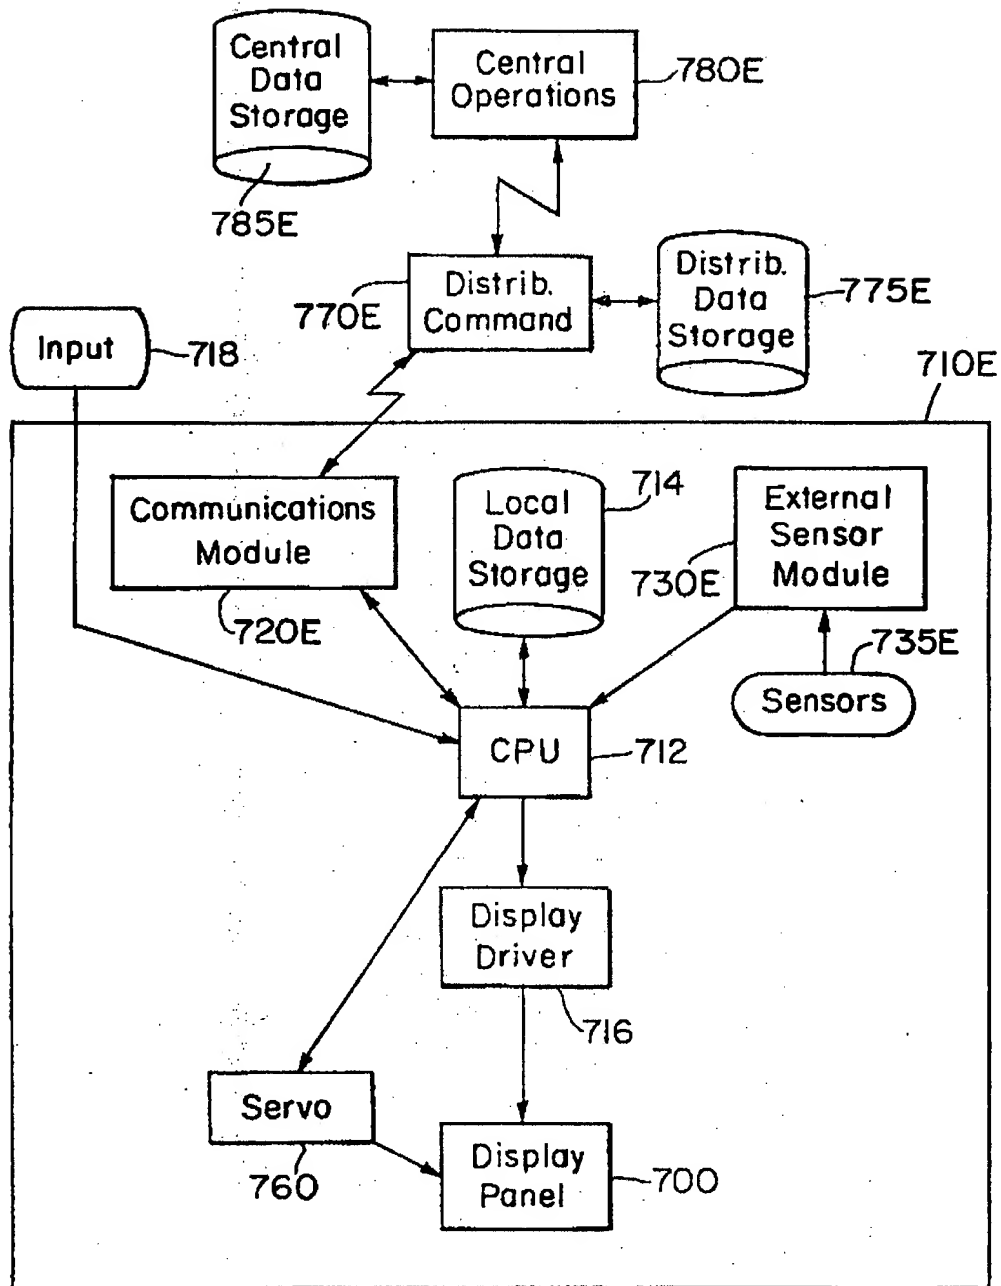 Central
Data
Storage
785E
Central
Operations
780E
Distrib.
Command
770E
Distrib.
Data
Storage
775E
Input
718
710E
Communications
Module
720E
Local
Data
Storage
714
External
Sensor
Module
730E
735E
Sensors
CPU
712
Display
Driver
716
Servo
760
Display
Panel
700